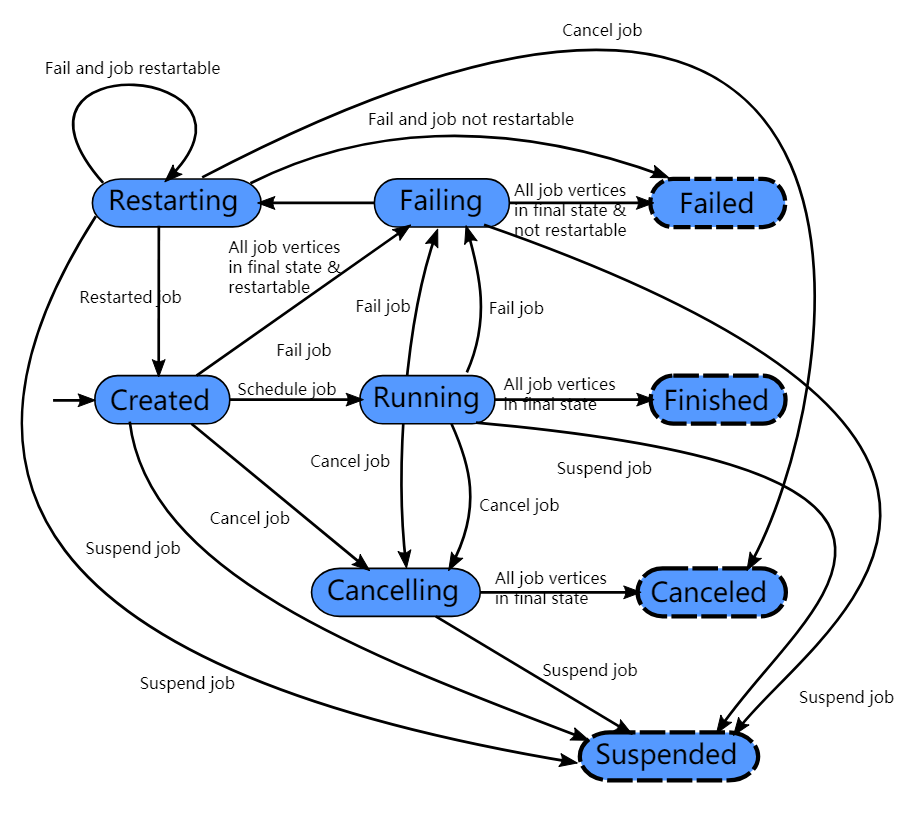 Cancel job
Fail and job restartable
Fail and job not restartable
Restarting
Failing
All job vertices
in final state &
not restartable
Failed
All job vertices
in final state &
restartable
Restarted job
Fail job
Fail job
Fail job
Created
Schedule job
Running
All job vertices
in final state
Finished
Cancel job
Suspend job
Cancel job
Cancel job
Suspend job
Cancelling
All job vertices
in final state
Canceled
Suspend job
Suspend job
Suspend job
Suspended